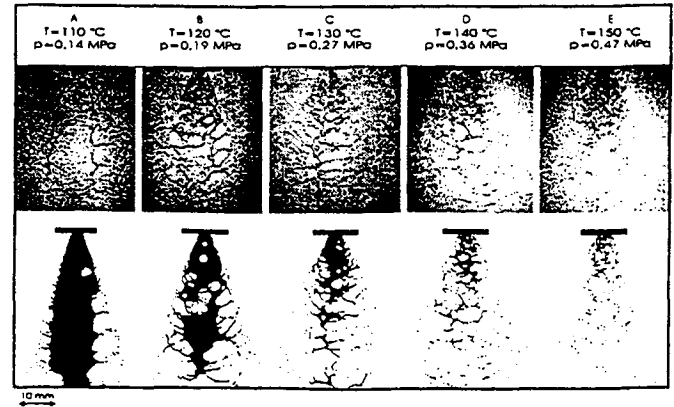 A
T=110 °C
p=0,14 MPa
B
T=120 °C
p=0,19 MPa
C
T=130 °C
p=0,27 MPa
D
T=140 °C
p=0,36 MPa
E
T=150 °C
p=0,47 MPa
10 mm